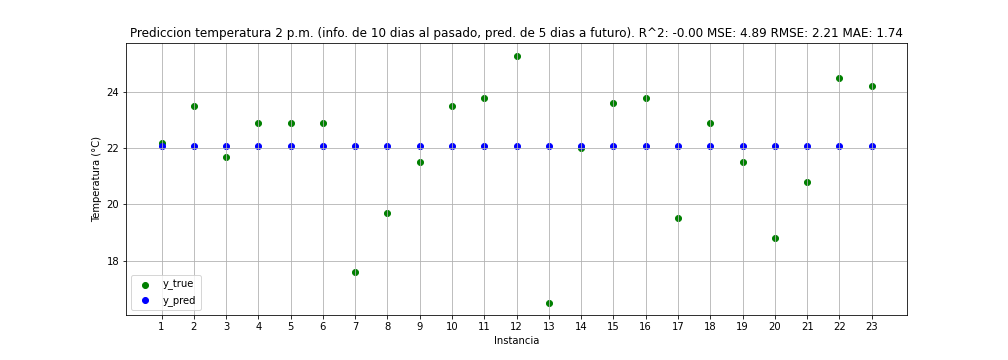 Prediccion temperatura 2 p.m. (info. de 10 dias al pasado, pred. de 5 dias a futuro). R^2: -0.00 MSE: 4.89 RMSE: 2.21 MAE: 1.74
Temperatura (°C)
24
22
20
18
y_true
y_pred
1 2 3 4 5 6 7 8 9 10 11 12 13 14 15 16 17 18 19 20 21 22 23
Instancia